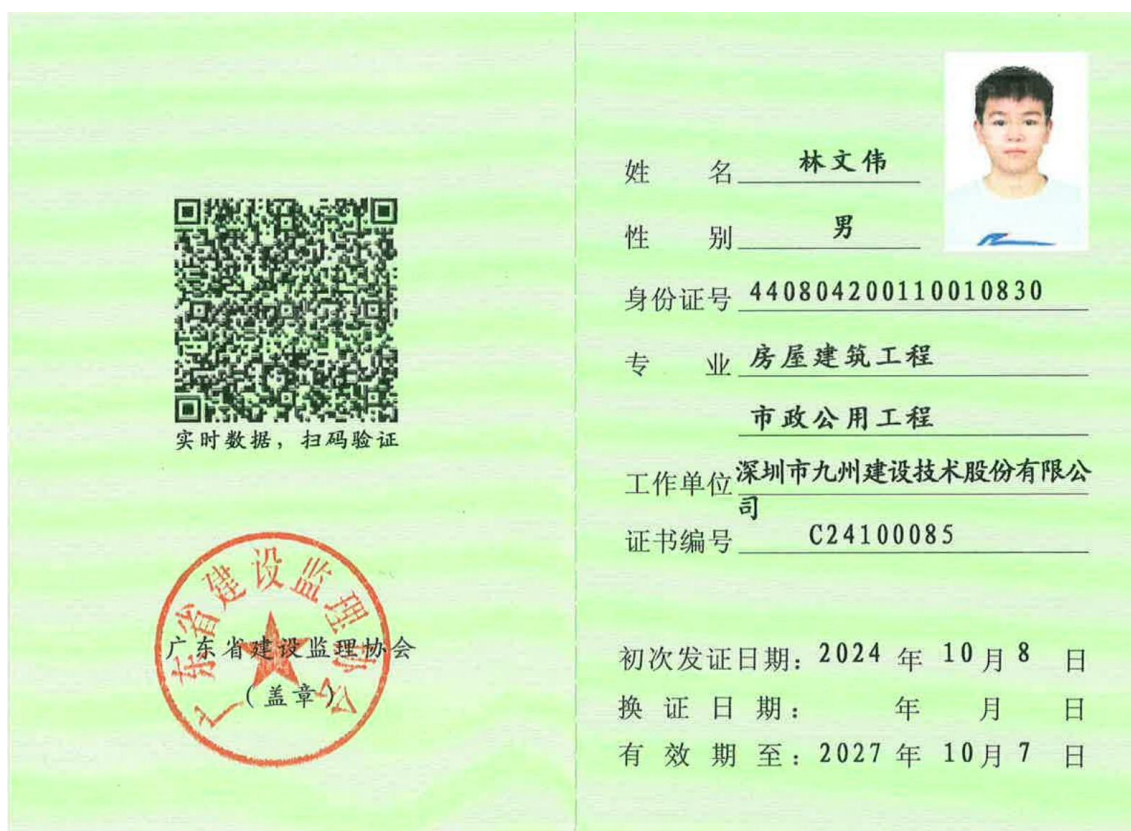 实时数据，扫码验证
广东省建设监理协会
广东省建设监理协会
（盖章）
姓 名 林文伟
性 别 男
身份证号 440804200110010830
专 业 房屋建筑工程
市政公用工程
工作单位 深圳市九州建设技术股份有限公
司
证书编号 C24100085
初次发证日期：2024 年 10 月 8 日
换 证 日 期： 年 月 日
有 效 期 至：2027 年 10 月 7 日